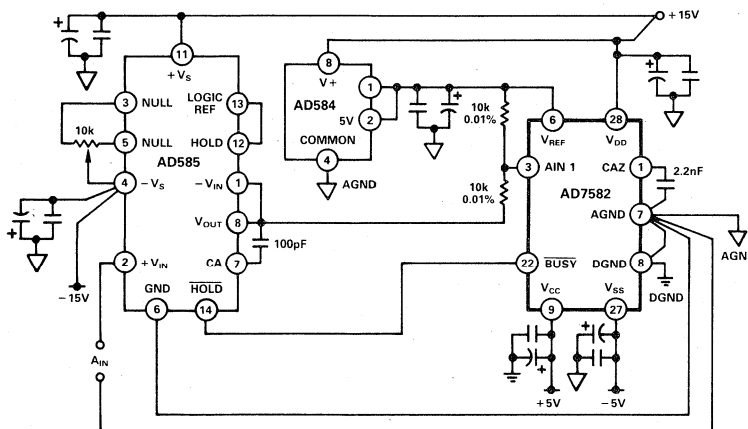 +15V
+
11
+VS
3 NULL
LOGIC
REF 13
10k
5 NULL
HOLD 12
AD585
4 -VS
-VIN 1
VOUT 8
100pF
+
2 +VIN
CA 7
-15V
GND
HOLD
6
14
AIN
8
V+
1
AD584
5V 2
COMMON
4
AGND
+
10k
0.01%
10k
0.01%
+
6
28
VREF
VDD
3 AIN 1
CAZ 1
2.2nF
AD7582
AGND 7
AGN
22 BUSY
DGND 8
DGND
VCC
VSS
9
27
+
+
+5V
-5V